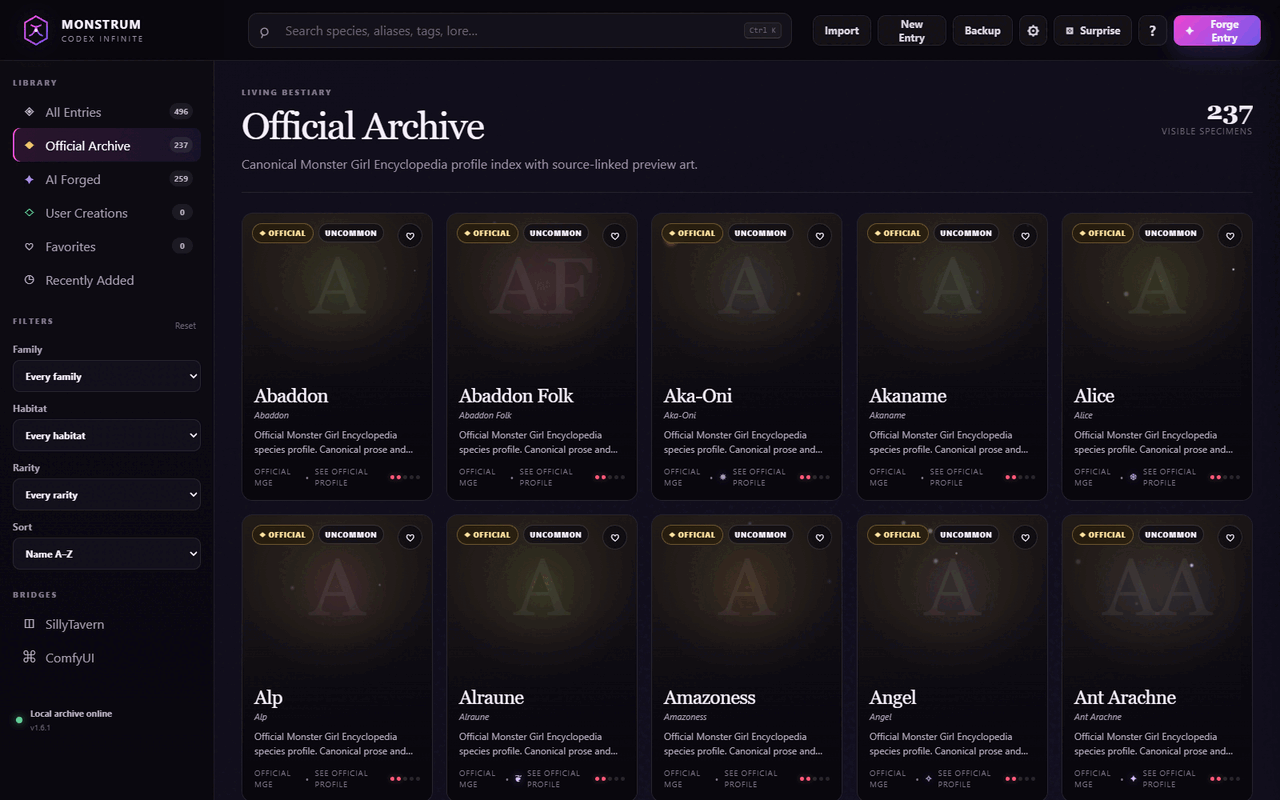 MONSTRUM
CODEX INFINITE
Search species, aliases, tags, lore...
Ctrl K
Import
New Entry
Backup
Surprise
?
Forge Entry
LIBRARY
All Entries 496
Official Archive 237
AI Forged 259
User Creations 0
Favorites 0
Recently Added
FILTERS
Reset
Family
Every family
Habitat
Every habitat
Rarity
Every rarity
Sort
Name A–Z
BRIDGES
SillyTavern
ComfyUI
Local archive online
v1.6.1
LIVING BESTIARY
Official Archive
Canonical Monster Girl Encyclopedia profile index with source-linked preview art.
237
VISIBLE SPECIMENS
OFFICIAL UNCOMMON
A
Abaddon
Abaddon
Official Monster Girl Encyclopedia
species profile. Canonical prose and...
OFFICIAL MGE • SEE OFFICIAL PROFILE
OFFICIAL UNCOMMON
AF
Abaddon Folk
Abaddon Folk
Official Monster Girl Encyclopedia
species profile. Canonical prose and...
OFFICIAL MGE • SEE OFFICIAL PROFILE
OFFICIAL UNCOMMON
A
Aka-Oni
Aka-Oni
Official Monster Girl Encyclopedia
species profile. Canonical prose and...
OFFICIAL MGE • SEE OFFICIAL PROFILE
OFFICIAL UNCOMMON
A
Akaname
Akaname
Official Monster Girl Encyclopedia
species profile. Canonical prose and...
OFFICIAL MGE • SEE OFFICIAL PROFILE
OFFICIAL UNCOMMON
A
Alice
Alice
Official Monster Girl Encyclopedia
species profile. Canonical prose and...
OFFICIAL MGE • SEE OFFICIAL PROFILE
OFFICIAL UNCOMMON
A
Alp
Alp
Official Monster Girl Encyclopedia
species profile. Canonical prose and...
OFFICIAL MGE • SEE OFFICIAL PROFILE
OFFICIAL UNCOMMON
A
Alraune
Alraune
Official Monster Girl Encyclopedia
species profile. Canonical prose and...
OFFICIAL MGE • SEE OFFICIAL PROFILE
OFFICIAL UNCOMMON
A
Amazoness
Amazoness
Official Monster Girl Encyclopedia
species profile. Canonical prose and...
OFFICIAL MGE • SEE OFFICIAL PROFILE
OFFICIAL UNCOMMON
A
Angel
Angel
Official Monster Girl Encyclopedia
species profile. Canonical prose and...
OFFICIAL MGE • SEE OFFICIAL PROFILE
OFFICIAL UNCOMMON
AA
Ant Arachne
Ant Arachne
Official Monster Girl Encyclopedia
species profile. Canonical prose and...
OFFICIAL MGE • SEE OFFICIAL PROFILE